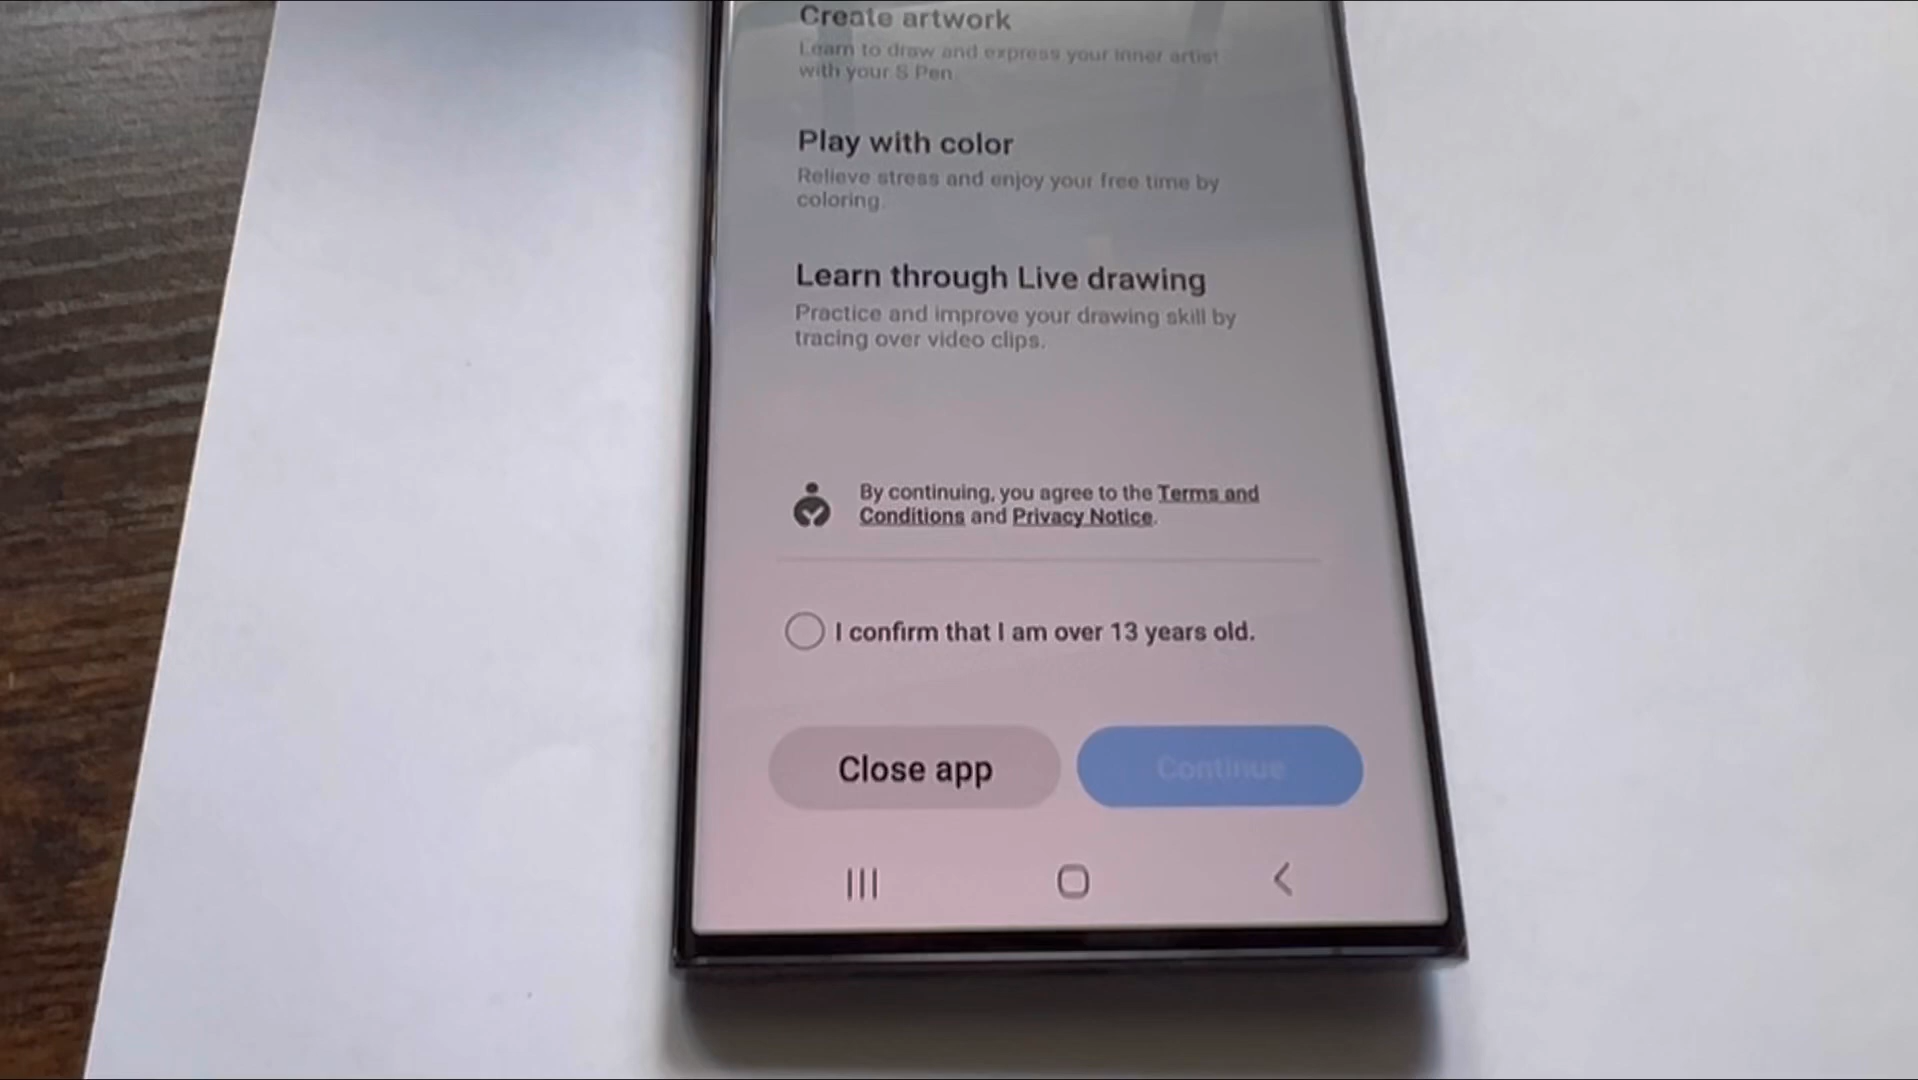 Create artwork
Learn to draw and express your inner artist
with your S Pen.
Play with color
Relieve stress and enjoy your free time by
coloring.
Learn through Live drawing
Practice and improve your drawing skill by
tracing over video clips.
By continuing, you agree to the Terms and
Conditions and Privacy Notice.
I confirm that I am over 13 years old.
Close app
Continue